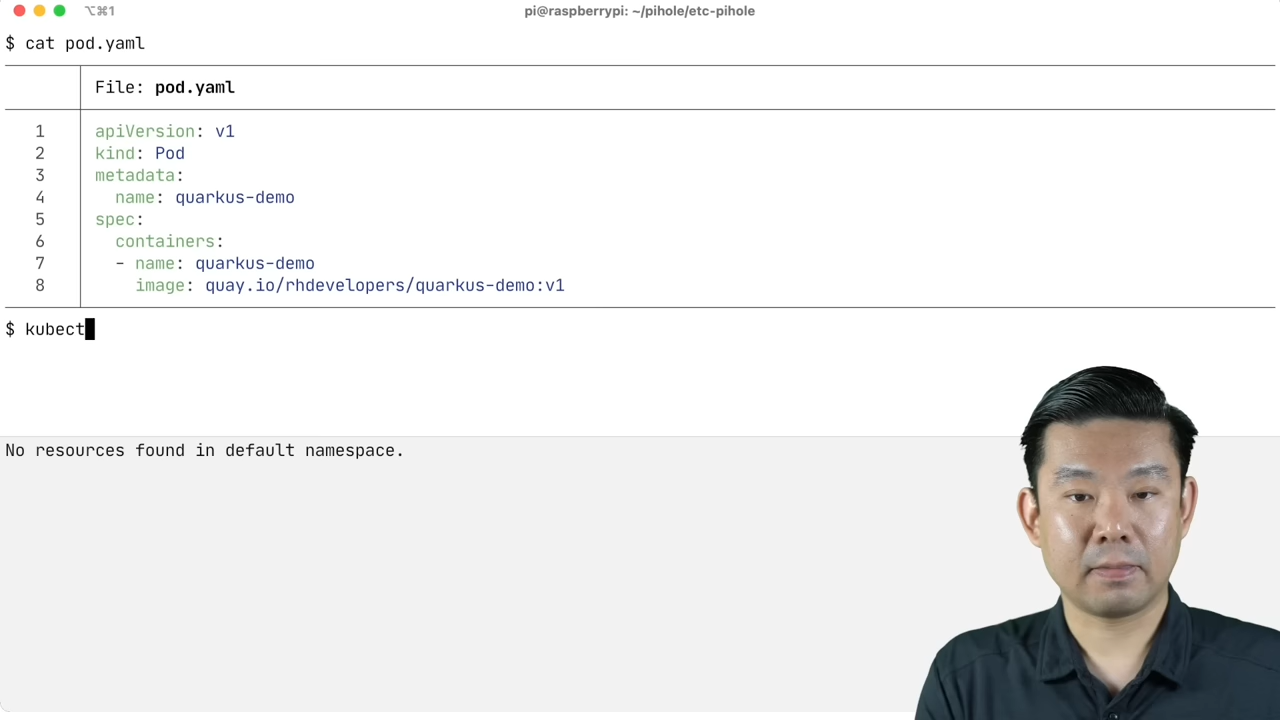 ⌥⌘1
pi@raspberrypi: ~/pihole/etc-pihole
$ cat pod.yaml
File: pod.yaml
1 apiVersion: v1
2 kind: Pod
3 metadata:
4   name: quarkus-demo
5 spec:
6   containers:
7   - name: quarkus-demo
8     image: quay.io/rhdevelopers/quarkus-demo:v1
$ kubect
No resources found in default namespace.